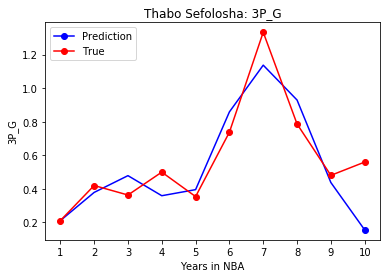 Thabo Sefolosha: 3P_G
Prediction
True
3P_G
1.2
1.0
0.8
0.6
0.4
0.2
1 2 3 4 5 6 7 8 9 10
Years in NBA